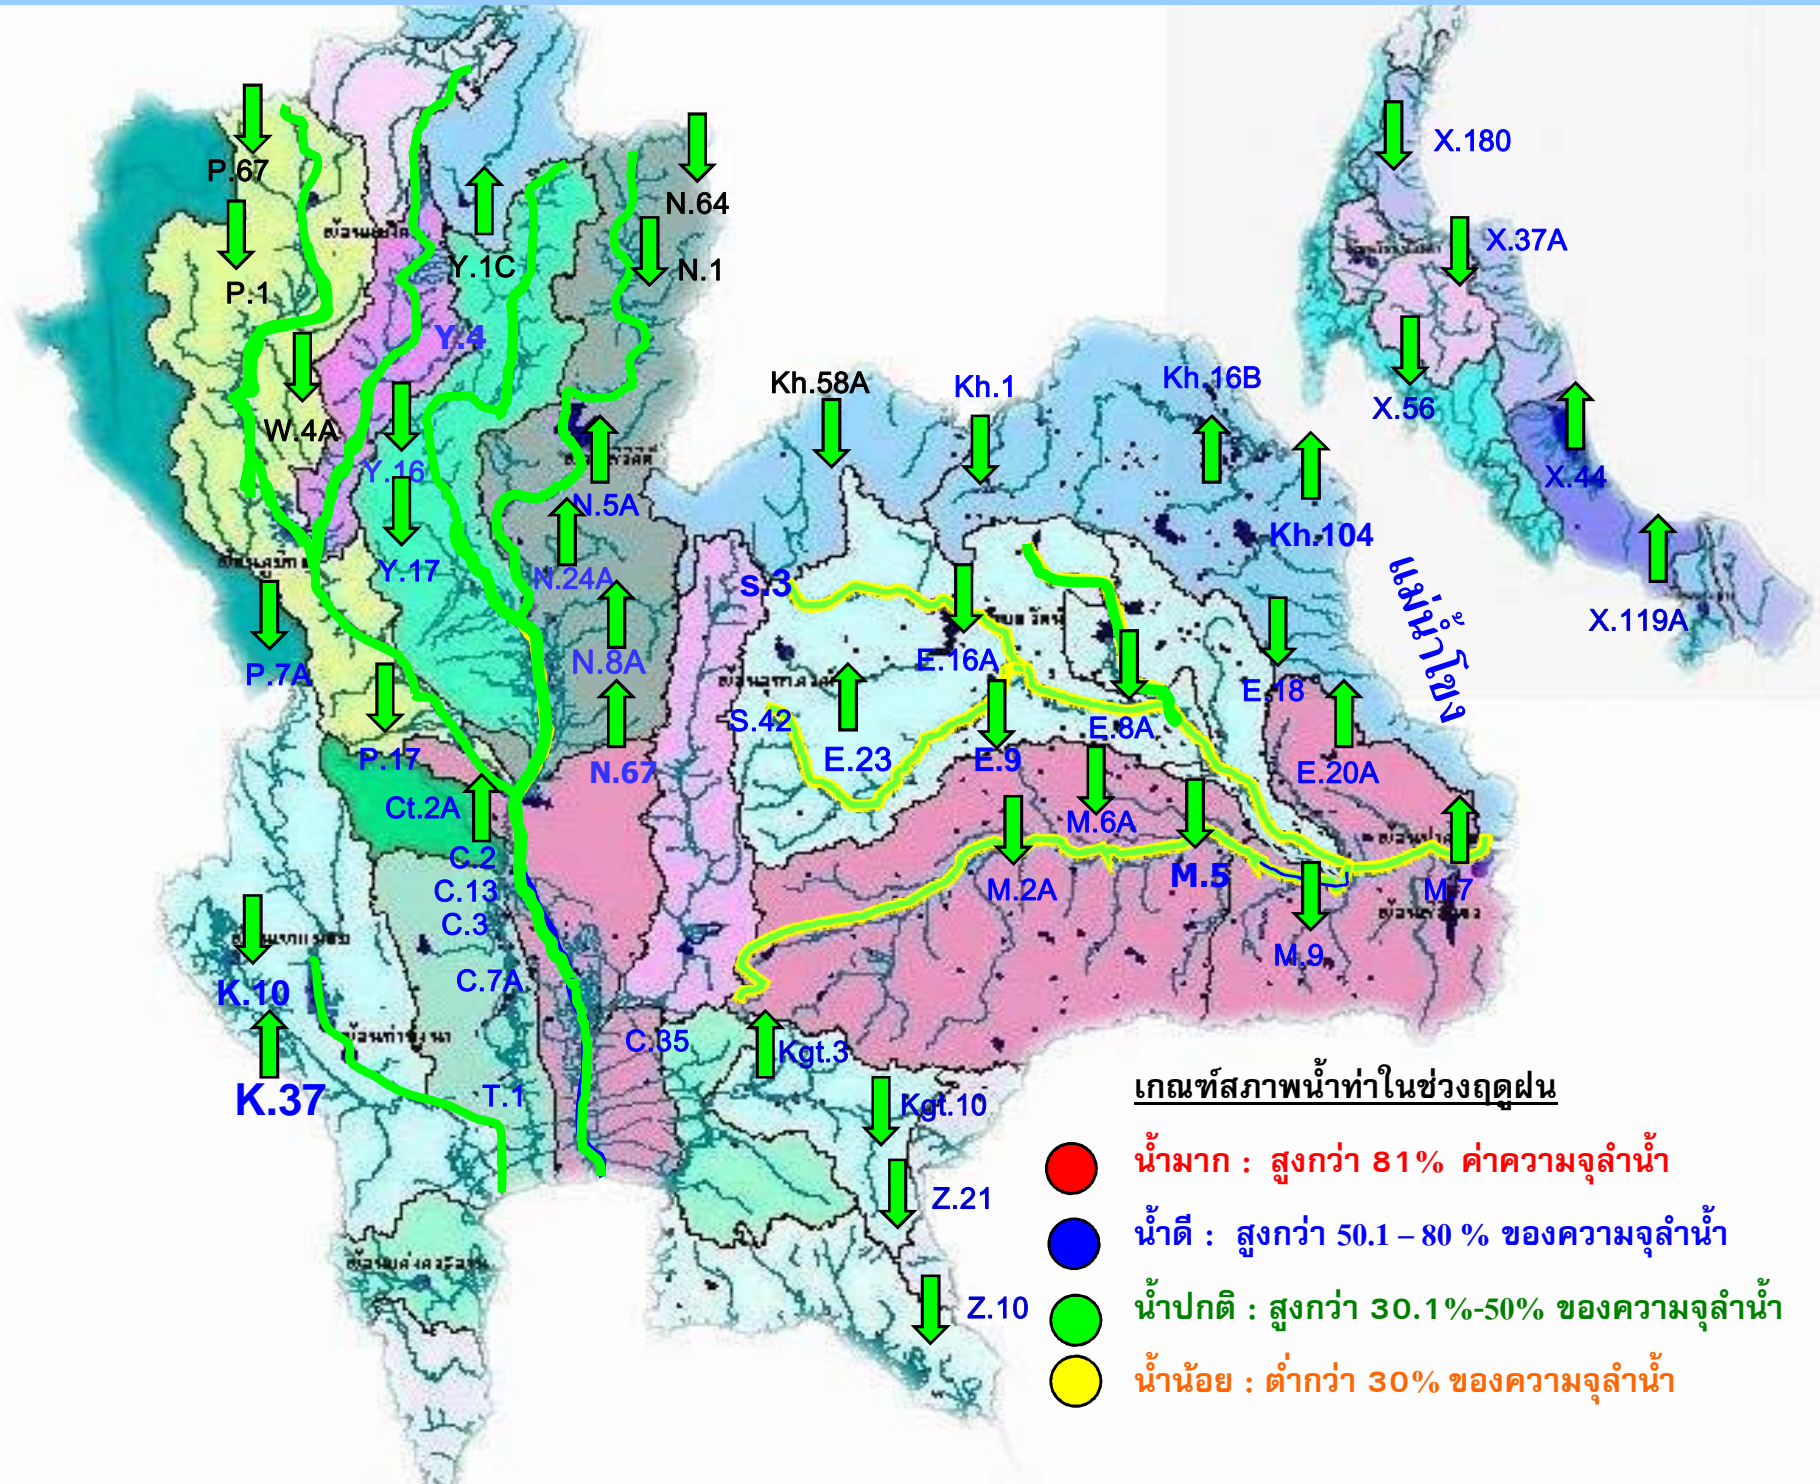 P.67
N.64
X.180
P.1
Y.1C
N.1
X.37A
Y.4
Kh.58A
Kh.1
Kh.16B
X.56
W.4A
Y.16
N.5A
X.44
Kh.104
Y.17
N.24A
s.3
แม่น้ำโขง
X.119A
P.7A
N.8A
E.16A
E.18
S.42
E.23
E.8A
P.17
N.67
E.9
E.20A
Ct.2A
M.6A
C.2
C.13
M.2A
M.5
M.7
C.3
K.10
C.7A
M.9
C.35
Kgt.3
K.37
T.1
Kgt.10
Z.21
Z.10
เกณฑ์สภาพน้ำท่าในช่วงฤดูฝน
น้ำมาก : สูงกว่า 81% ค่าความจุลำน้ำ
น้ำดี : สูงกว่า 50.1 – 80 % ของความจุลำน้ำ
น้ำปกติ : สูงกว่า 30.1%-50% ของความจุลำน้ำ
น้ำน้อย : ต่ำกว่า 30% ของความจุลำน้ำ